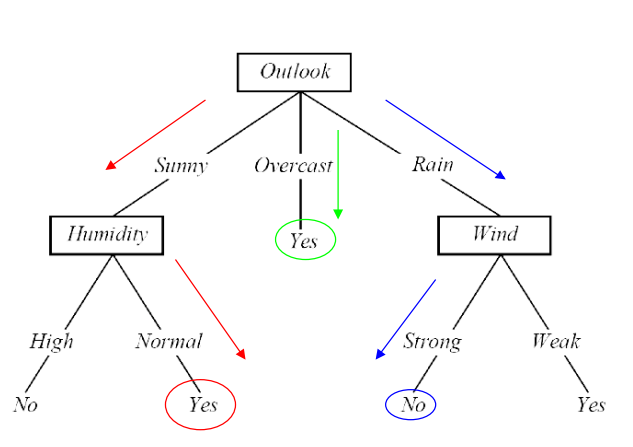 Outlook
Sunny Overcast Rain
Humidity Yes Wind
High Normal Strong Weak
No Yes No Yes